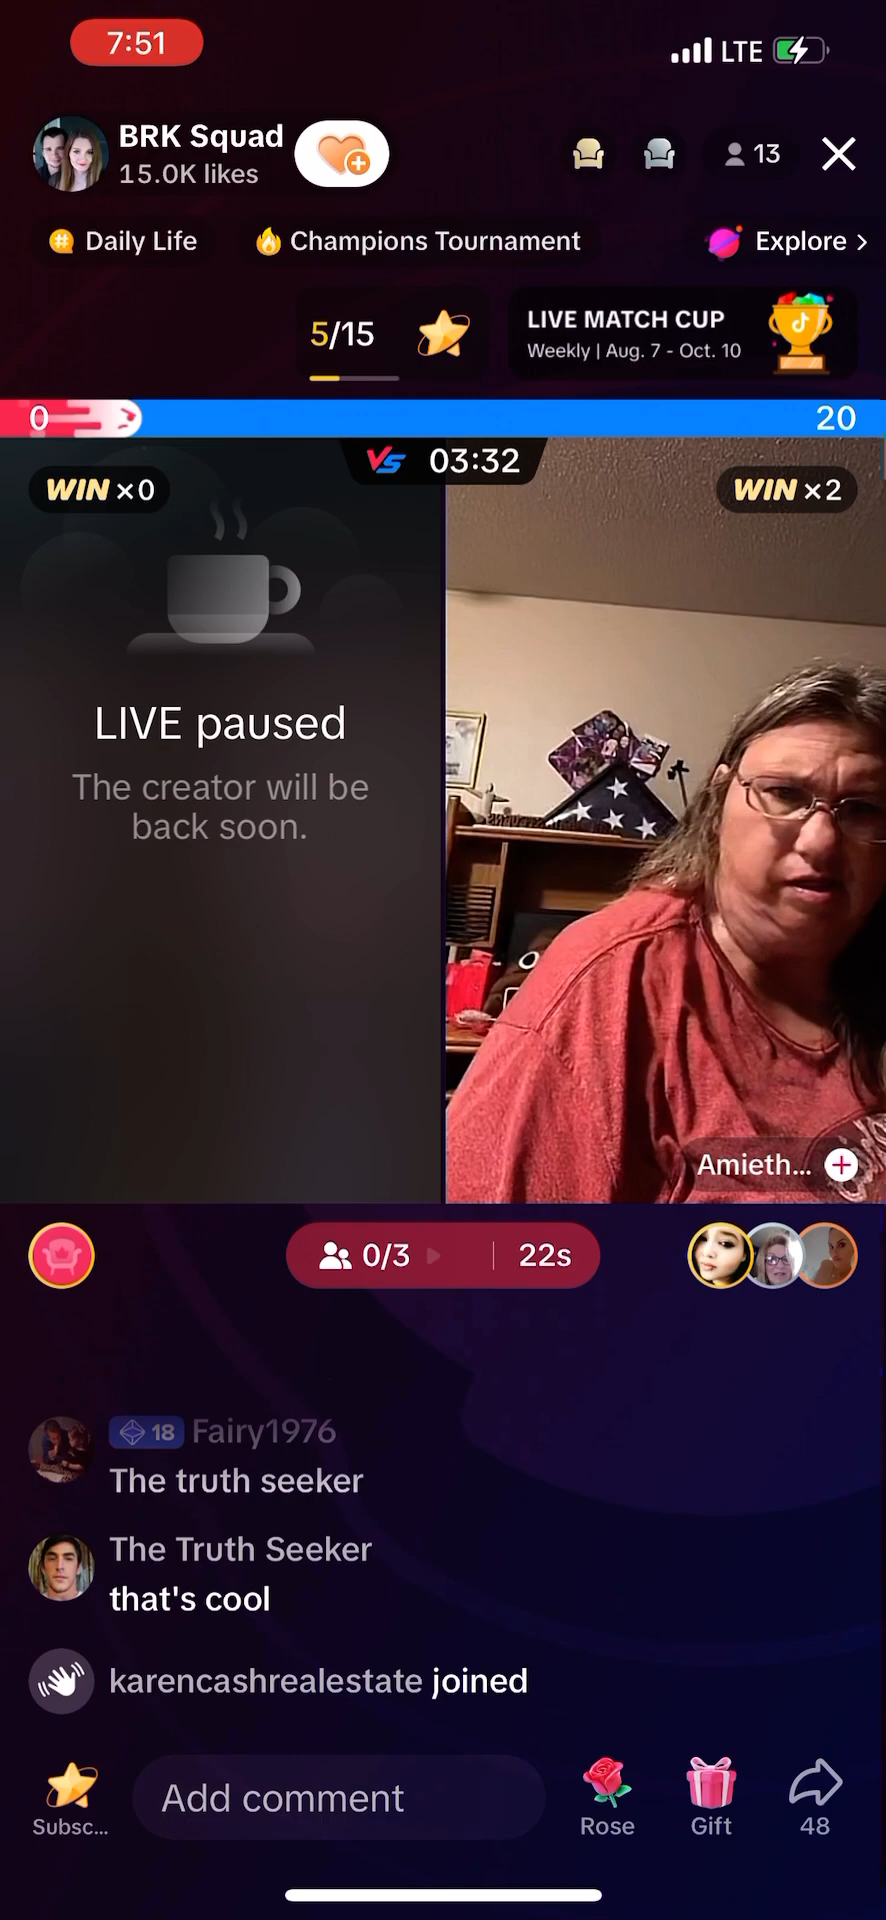 7:51
LTE
BRK Squad
15.0K likes
13
Daily Life
Champions Tournament
Explore >
5/15
LIVE MATCH CUP
Weekly | Aug. 7 - Oct. 10
0
20
VS 03:32
WIN ×0
WIN ×2
LIVE paused
The creator will be
back soon.
Amieth...
0/3
22s
18 Fairy1976
The truth seeker
The Truth Seeker
that's cool
karencashrealestate joined
Subsc...
Add comment
Rose
Gift
48